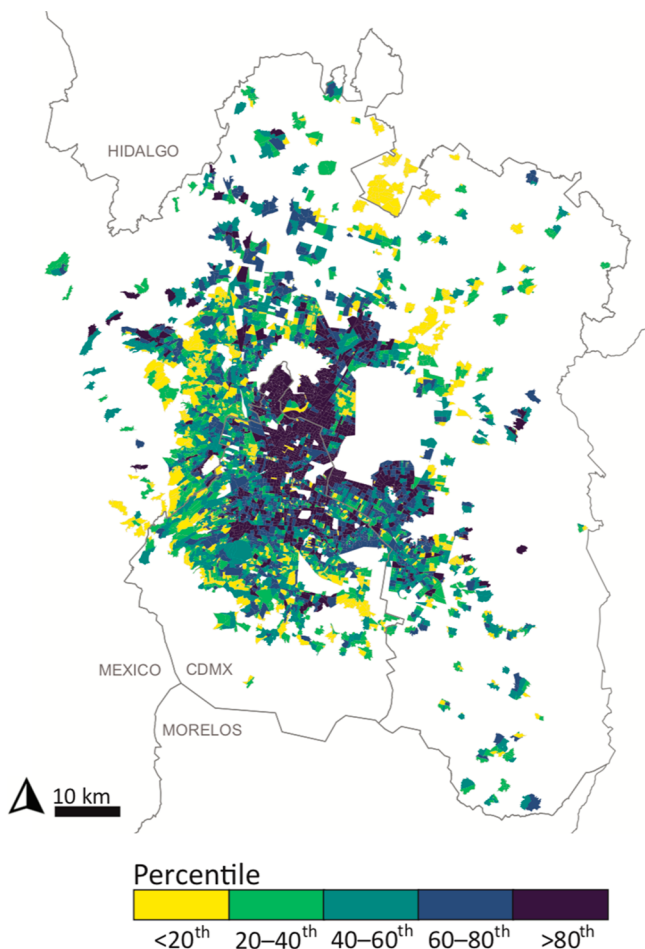 HIDALGO
MEXICO
CDMX
MORELOS
10 km
Percentile
<20th
20–40th
40–60th
60–80th
>80th